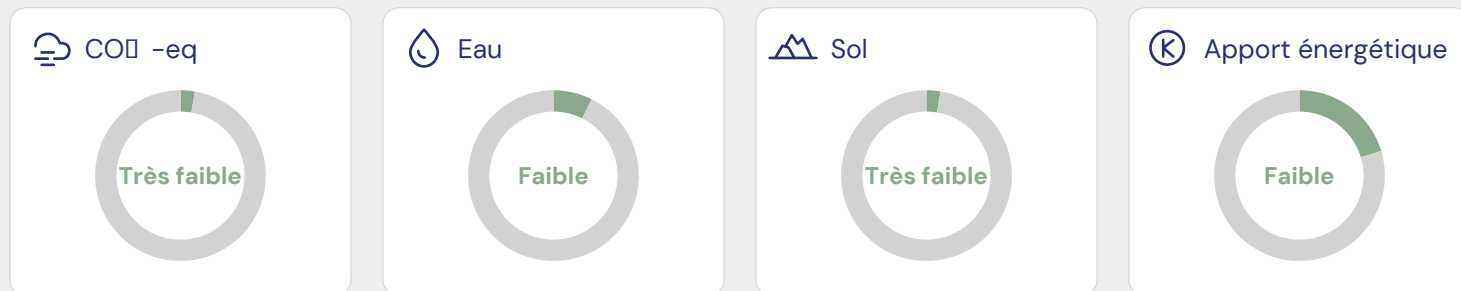 CO▯ -eq
Très faible
Eau
Faible
Sol
Très faible
Apport énergétique
Faible